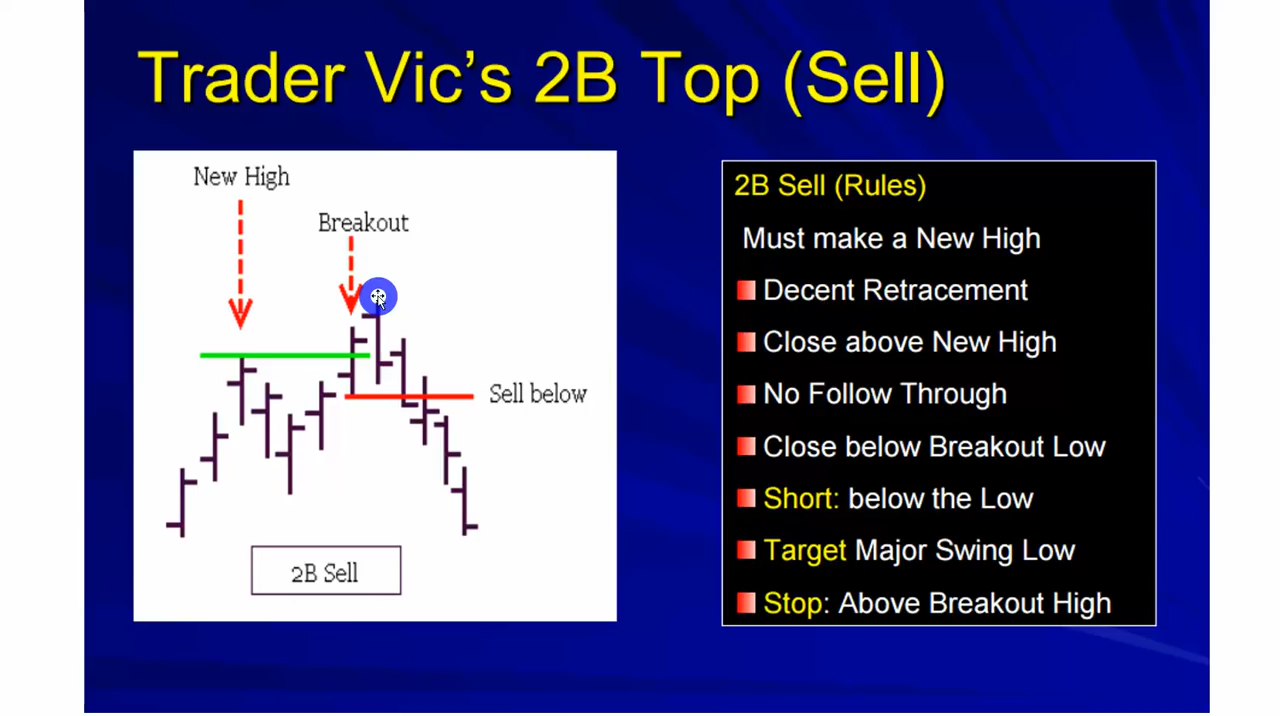 Trader Vic's 2B Top (Sell)
New High
Breakout
Sell below
2B Sell
2B Sell (Rules)
Must make a New High
Decent Retracement
Close above New High
No Follow Through
Close below Breakout Low
Short: below the Low
Target Major Swing Low
Stop: Above Breakout High